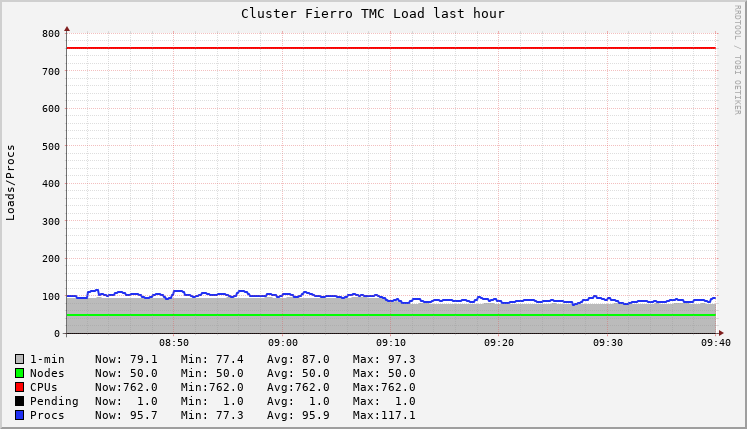 Cluster Fierro TMC Load last hour
RRDTOOL / TOBI OETIKER
Loads/Procs
800
700
600
500
400
300
200
100
0
08:50 09:00 09:10 09:20 09:30 09:40
1-min Now: 79.1 Min: 77.4 Avg: 87.0 Max: 97.3
Nodes Now: 50.0 Min: 50.0 Avg: 50.0 Max: 50.0
CPUs Now:762.0 Min:762.0 Avg:762.0 Max:762.0
Pending Now: 1.0 Min: 1.0 Avg: 1.0 Max: 1.0
Procs Now: 95.7 Min: 77.3 Avg: 95.9 Max:117.1